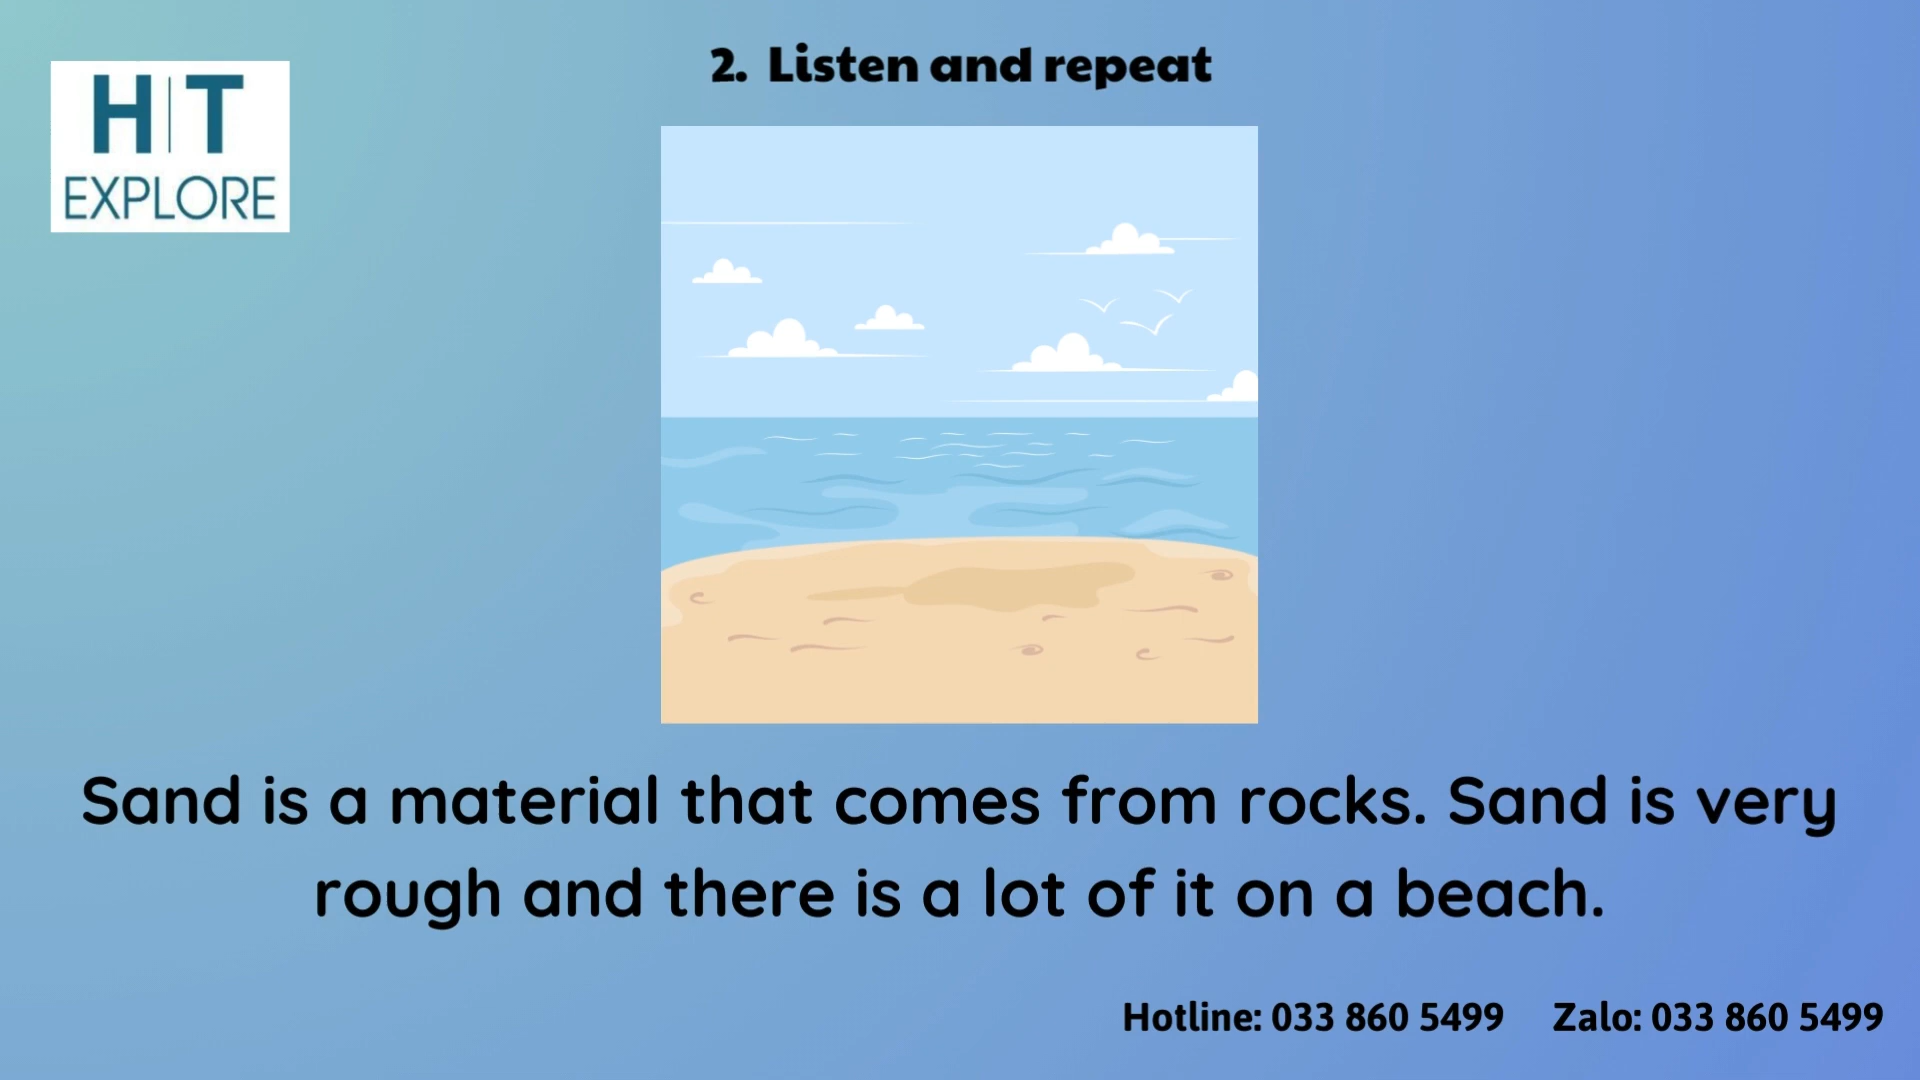 2. Listen and repeat
H|T
EXPLORE
Sand is a material that comes from rocks. Sand is very
rough and there is a lot of it on a beach.
Hotline: 033 860 5499 Zalo: 033 860 5499